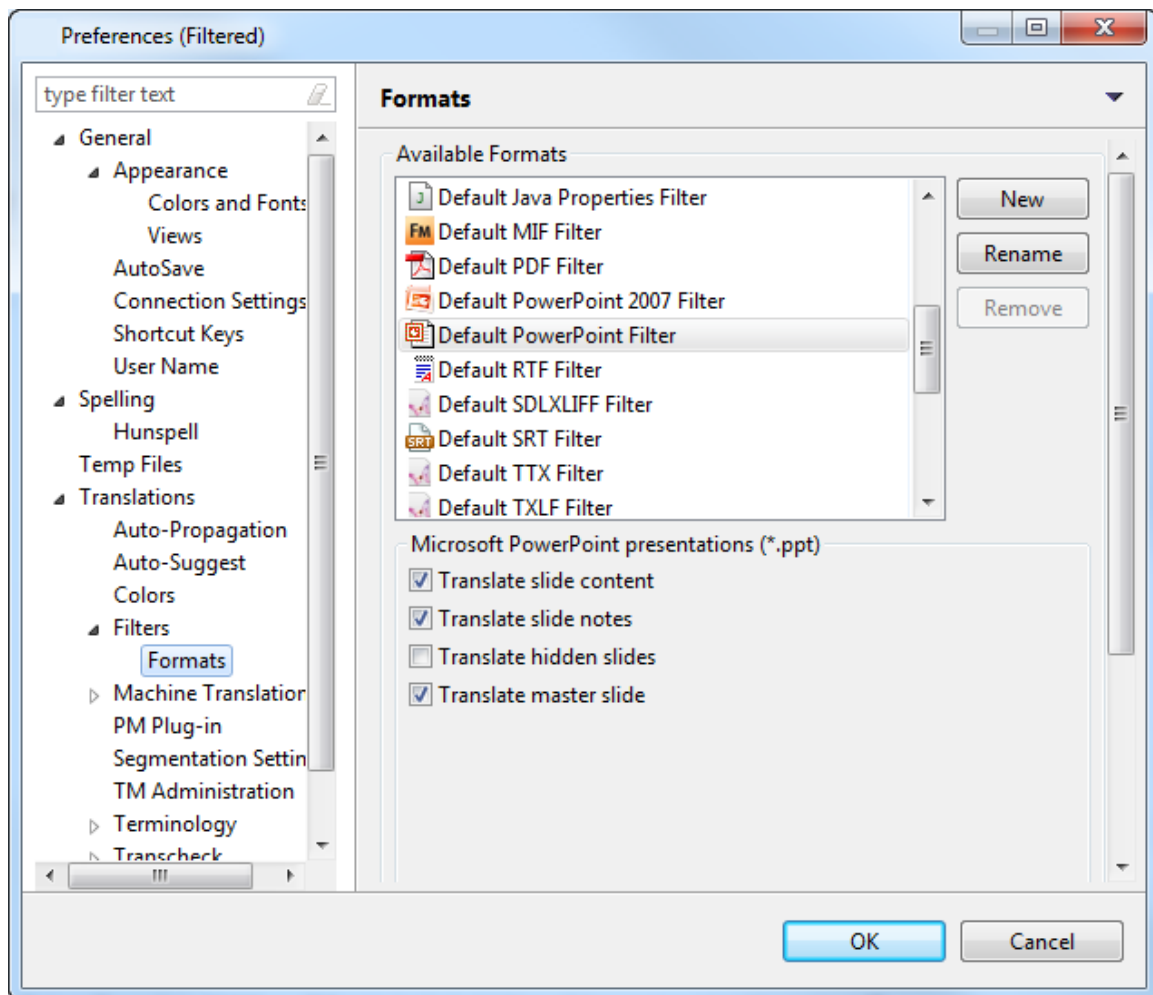 Preferences (Filtered)
type filter text
General
Appearance
Colors and Fonts
Views
AutoSave
Connection Settings
Shortcut Keys
User Name
Spelling
Hunspell
Temp Files
Translations
Auto-Propagation
Auto-Suggest
Colors
Filters
Formats
Machine Translation
PM Plug-in
Segmentation Settin
TM Administration
Terminology
Transcheck
Formats
Available Formats
J Default Java Properties Filter
FM Default MIF Filter
Default PDF Filter
Default PowerPoint 2007 Filter
Default PowerPoint Filter
Default RTF Filter
Default SDLXLIFF Filter
SRT Default SRT Filter
Default TTX Filter
Default TXLF Filter
New
Rename
Remove
Microsoft PowerPoint presentations (*.ppt)
Translate slide content
Translate slide notes
Translate hidden slides
Translate master slide
OK
Cancel